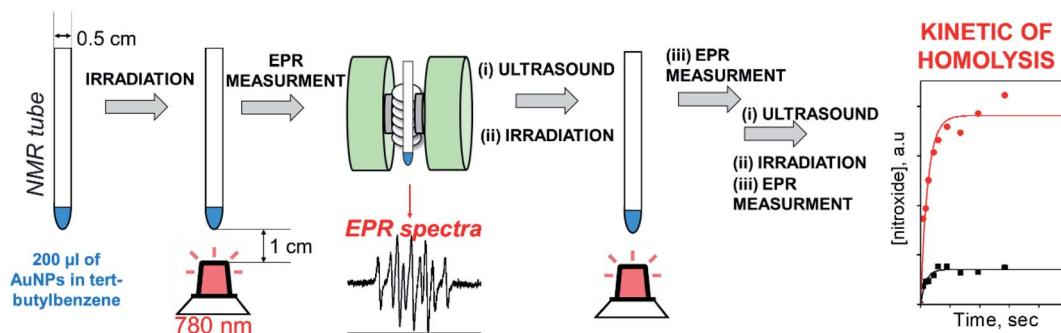 0.5 cm
NMR tube
200 µl of
AuNPs in tert-
butylbenzene
IRRADIATION
1 cm
780 nm
EPR
MEASURMENT
EPR spectra
(i) ULTRASOUND
(ii) IRRADIATION
(iii) EPR
MEASURMENT
(i) ULTRASOUND
(ii) IRRADIATION
(iii) EPR
MEASURMENT
KINETIC OF
HOMOLYSIS
[nitroxide], a.u
Time, sec